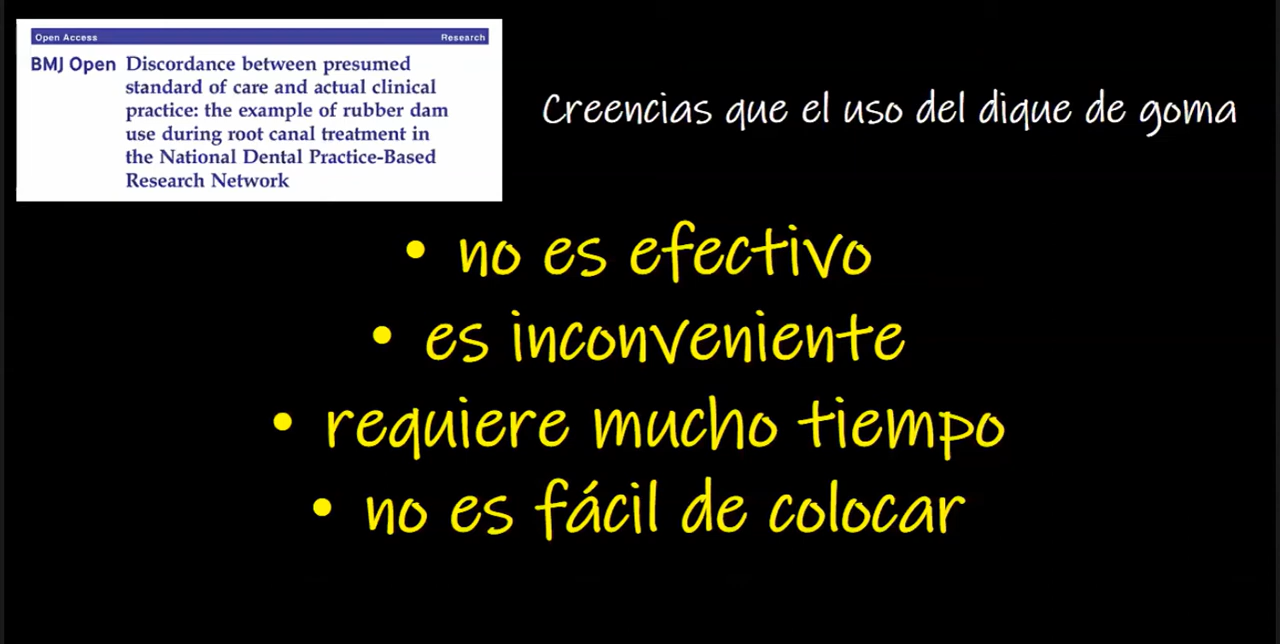 Open Access Research
BMJ Open Discordance between presumed
standard of care and actual clinical
practice: the example of rubber dam
use during root canal treatment in
the National Dental Practice-Based
Research Network
Creencias que el uso del dique de goma
• no es efectivo
• es inconveniente
• requiere mucho tiempo
• no es fácil de colocar